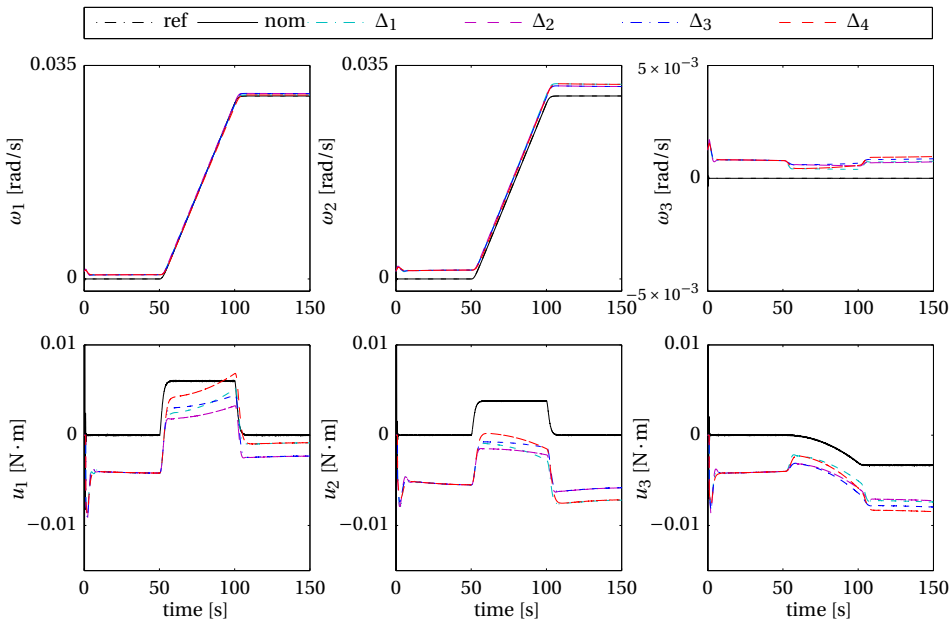 ref nom Δ1 Δ2 Δ3 Δ4
0.035
0
ω1 [rad/s]
0 50 100 150
0.035
0
ω2 [rad/s]
0 50 100 150
5×10−3
0
−5×10−3
ω3 [rad/s]
0 50 100 150
0.01
0
−0.01
u1 [N·m]
0 50 100 150
time [s]
0.01
0
−0.01
u2 [N·m]
0 50 100 150
time [s]
0.01
0
−0.01
u3 [N·m]
0 50 100 150
time [s]